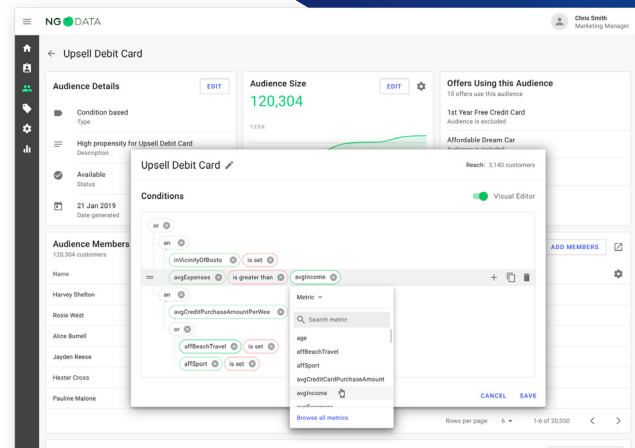 NGDATA
Chris Smith
Marketing Manager
Upsell Debit Card
Audience Details
EDIT
Condition based
Type
High propensity for Upsell Debit Card
Description
Available
Status
21 Jan 2019
Date generated
Audience Size
EDIT
120,304
120K
Offers Using this Audience
15 offers use this audience
1st Year Free Credit Card
Audience is excluded
Affordable Dream Car
Audience is included
Upsell Debit Card
Reach: 3,140 customers
Conditions
Visual Editor
or
an
inVicinityOfBosto is set
avgExpenses is greater than avgIncome
an
avgCreditPurchaseAmountPerWee
or
affBeachTravel is set
affSport is set
Metric
Search metric
age
affBeachTravel
affSport
avgCreditCardPurchaseAmount
avgIncome
avgExpenses
Browse all metrics
CANCEL SAVE
Audience Members
120,304 customers
ADD MEMBERS
Name
Harvey Shelton
Rosie West
Alice Burrell
Jayden Reese
Hester Cross
Pauline Malone
Rows per page: 6 1-6 of 20,050